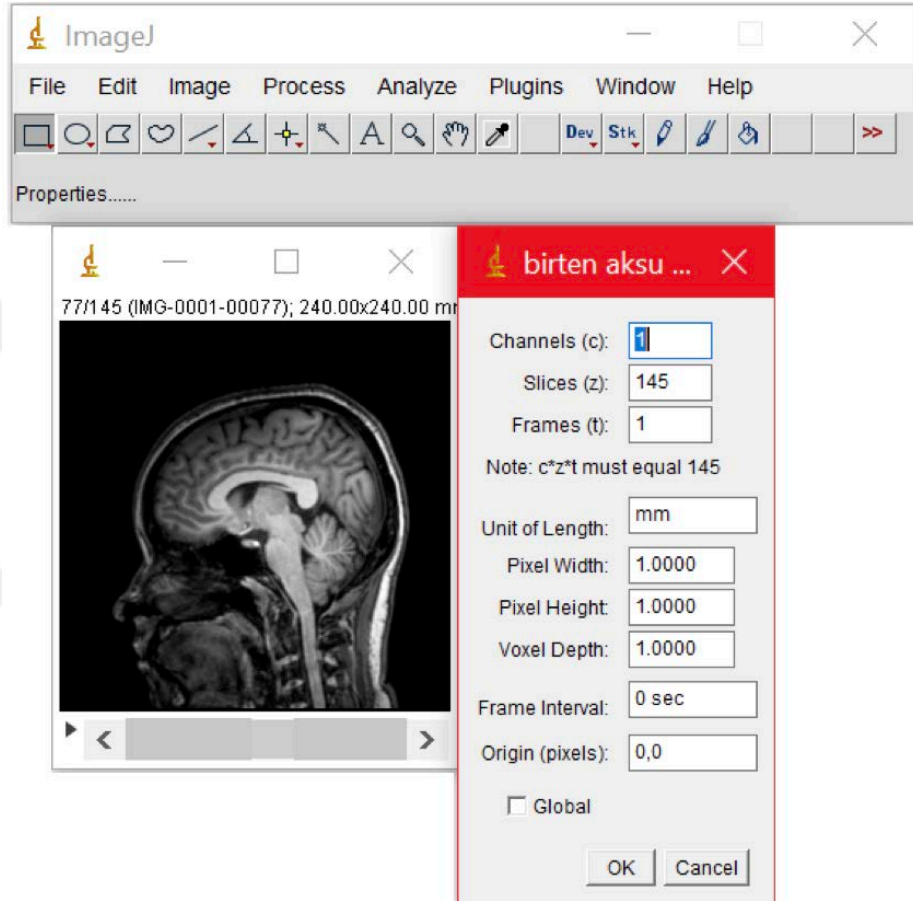 ImageJ
File Edit Image Process Analyze Plugins Window Help
A Dev Stk >>
Properties......
77/145 (IMG-0001-00077); 240.00x240.00 mm
birten aksu ...
Channels (c): 1
Slices (z): 145
Frames (t): 1
Note: c*z*t must equal 145
Unit of Length: mm
Pixel Width: 1.0000
Pixel Height: 1.0000
Voxel Depth: 1.0000
Frame Interval: 0 sec
Origin (pixels): 0,0
Global
OK Cancel